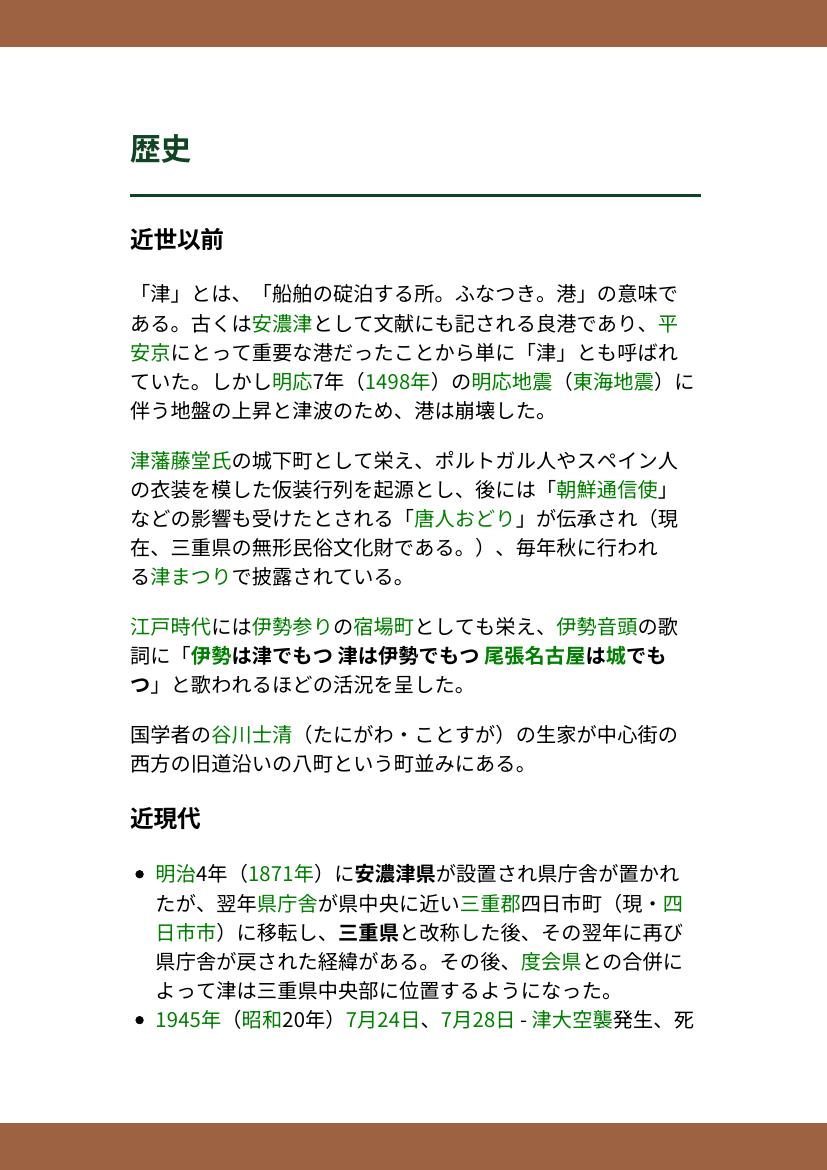 歴史
近世以前
「津」とは、「船舶の碇泊する所。ふなつき。港」の意味で
ある。古くは安濃津として文献にも記される良港であり、平
安京にとって重要な港だったことから単に「津」とも呼ばれ
ていた。しかし明応7年（1498年）の明応地震（東海地震）に
伴う地盤の上昇と津波のため、港は崩壊した。
津藩藤堂氏の城下町として栄え、ポルトガル人やスペイン人
の衣装を模した仮装行列を起源とし、後には「朝鮮通信使」
などの影響も受けたとされる「唐人おどり」が伝承され（現
在、三重県の無形民俗文化財である。）、毎年秋に行われ
る津まつりで披露されている。
江戸時代には伊勢参りの宿場町としても栄え、伊勢音頭の歌
詞に「伊勢は津でもつ 津は伊勢でもつ 尾張名古屋は城でも
つ」と歌われるほどの活況を呈した。
国学者の谷川士清（たにがわ・ことすが）の生家が中心街の
西方の旧道沿いの八町という町並みにある。
近現代
• 明治4年（1871年）に安濃津県が設置され県庁舎が置かれ
たが、翌年県庁舎が県中央に近い三重郡四日市町（現・四
日市市）に移転し、三重県と改称した後、その翌年に再び
県庁舎が戻された経緯がある。その後、度会県との合併に
よって津は三重県中央部に位置するようになった。
• 1945年（昭和20年）7月24日、7月28日 - 津大空襲発生、死